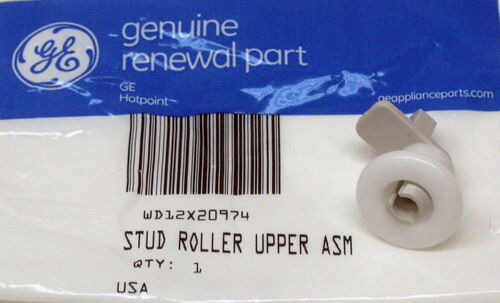 GE
genuine
renewal part
GE
Hotpoint
geapplianceparts.com
WD12X20974
STUD ROLLER UPPER ASM
QTY: 1
USA